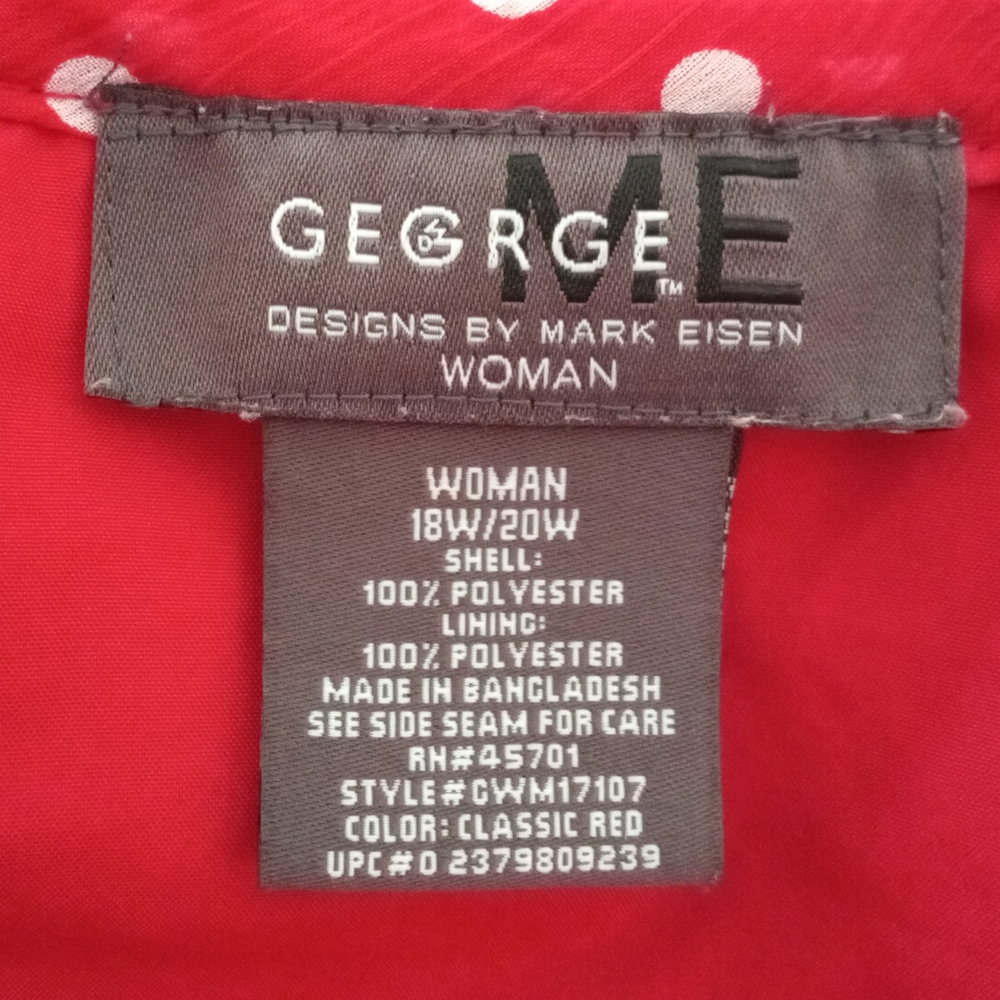 GEORGE ME™
DESIGNS BY MARK EISEN
WOMAN
WOMAN
18W/20W
SHELL:
100% POLYESTER
LINING:
100% POLYESTER
MADE IN BANGLADESH
SEE SIDE SEAM FOR CARE
RN#45701
STYLE#GWM17107
COLOR: CLASSIC RED
UPC#0 2379809239